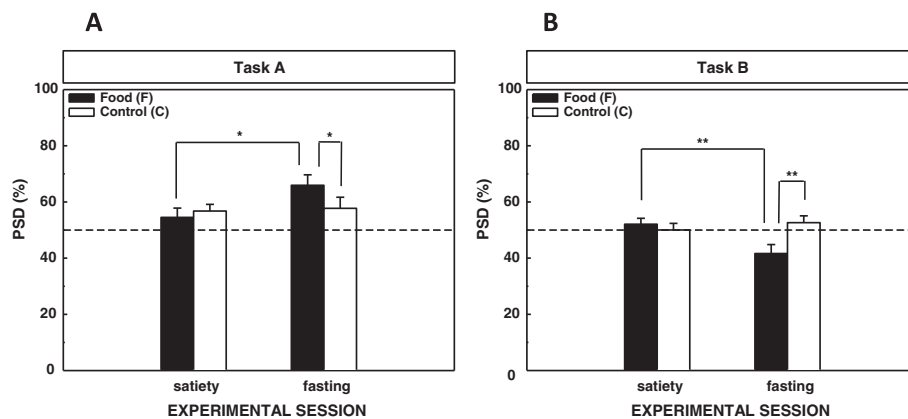 A
Task A
100
80
60
40
20
0
PSD (%)
Food (F)
Control (C)
*
*
satiety
fasting
EXPERIMENTAL SESSION
B
Task B
100
80
60
40
20
0
PSD (%)
Food (F)
Control (C)
**
**
satiety
fasting
EXPERIMENTAL SESSION